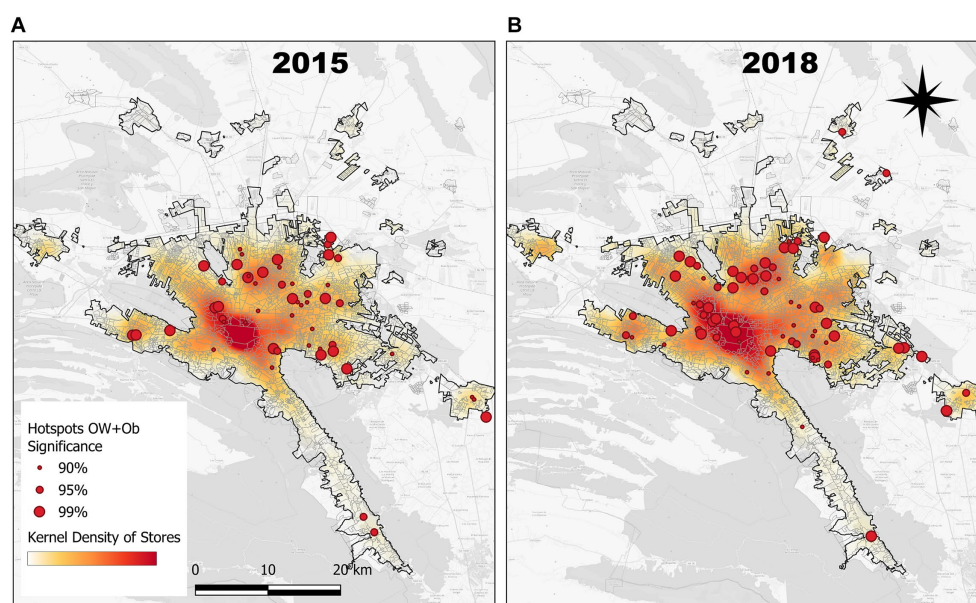 A
B
2015
2018
Hotspots OW+Ob
Significance
90%
95%
99%
Kernel Density of Stores
0
10
20 km